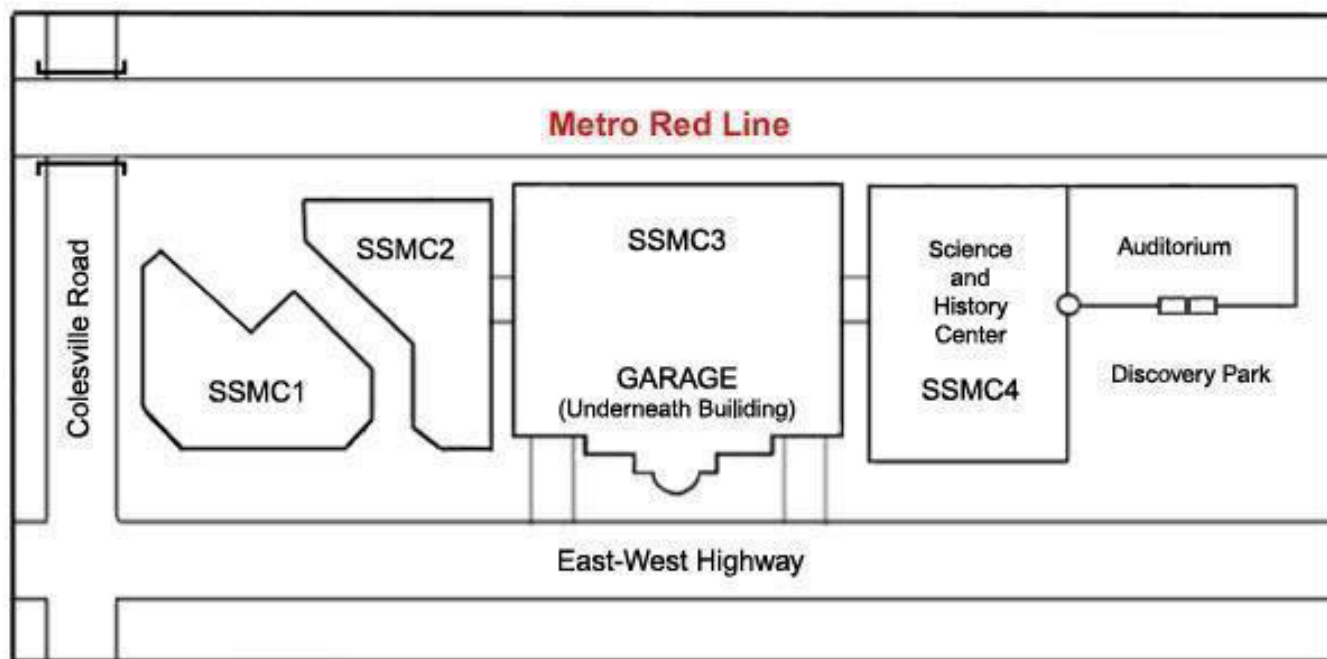 Metro Red Line
Colesville Road
SSMC1
SSMC2
SSMC3
GARAGE
(Underneath Builiding)
Science
and
History
Center
SSMC4
Auditorium
Discovery Park
East-West Highway